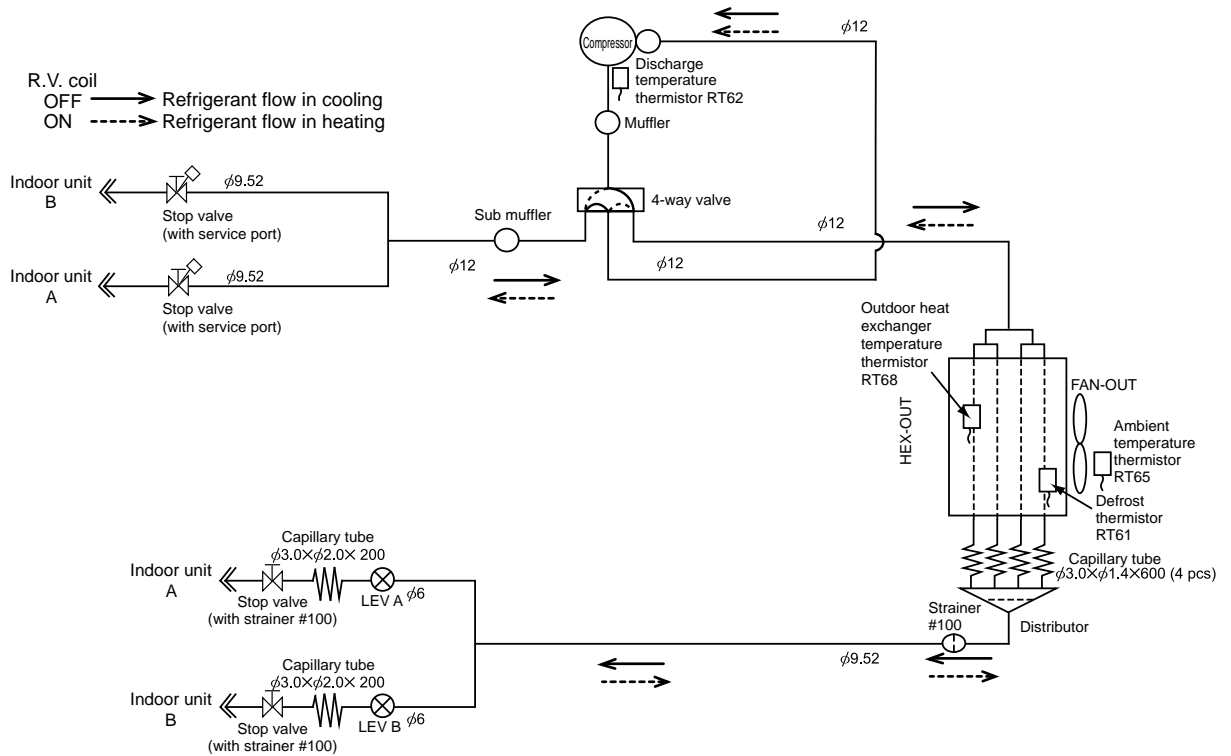 Compressor
ϕ12
Discharge
temperature
thermistor RT62
R.V. coil
OFF Refrigerant flow in cooling
ON Refrigerant flow in heating
Muffler
Indoor unit
B
ϕ9.52
Stop valve
(with service port)
4-way valve
Sub muffler
ϕ12
ϕ12
ϕ12
Indoor unit
A
ϕ9.52
Stop valve
(with service port)
Outdoor heat
exchanger
temperature
thermistor
RT68
FAN-OUT
HEX-OUT
Ambient
temperature
thermistor
RT65
Defrost
thermistor
RT61
Capillary tube
ϕ3.0×ϕ1.4×600 (4 pcs)
Distributor
Strainer
#100
ϕ9.52
Capillary tube
ϕ3.0×ϕ2.0× 200
Indoor unit
A
Stop valve
(with strainer #100)
LEV A
ϕ6
Capillary tube
ϕ3.0×ϕ2.0× 200
Indoor unit
B
Stop valve
(with strainer #100)
LEV B
ϕ6